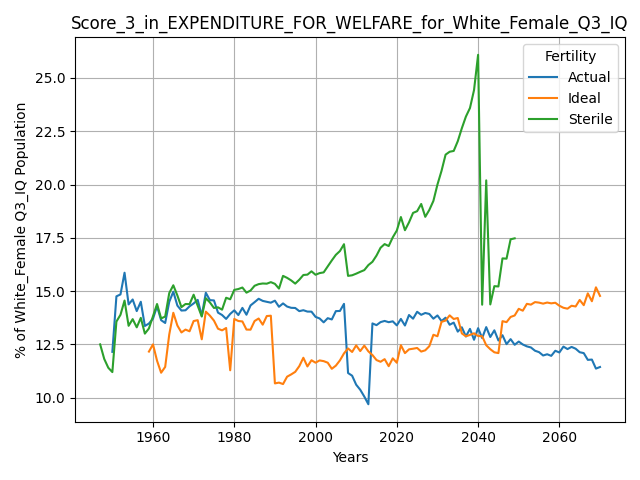 Score_3_in_EXPENDITURE_FOR_WELFARE_for_White_Female_Q3_IQ
Fertility
Actual
Ideal
Sterile
% of White_Female Q3_IQ Population
25.0
22.5
20.0
17.5
15.0
12.5
10.0
1960
1980
2000
2020
2040
2060
Years